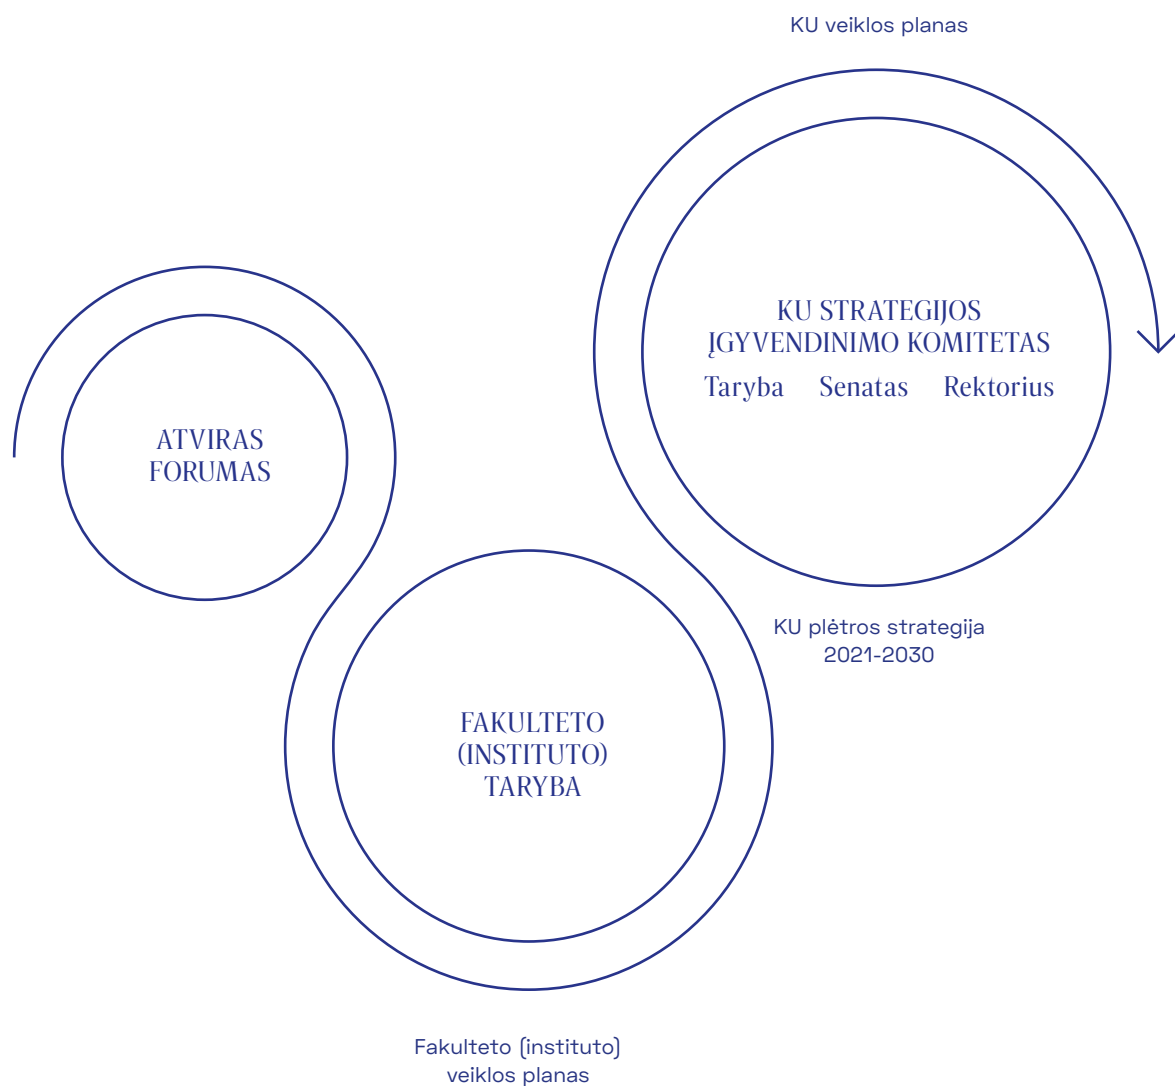 KU veiklos planas
KU STRATEGIJOS
ĮGYVENDINIMO KOMITETAS
Taryba Senatas Rektorius
ATVIRAS
FORUMAS
KU plėtros strategija
2021-2030
FAKULTETO
(INSTITUTO)
TARYBA
Fakulteto (instituto)
veiklos planas